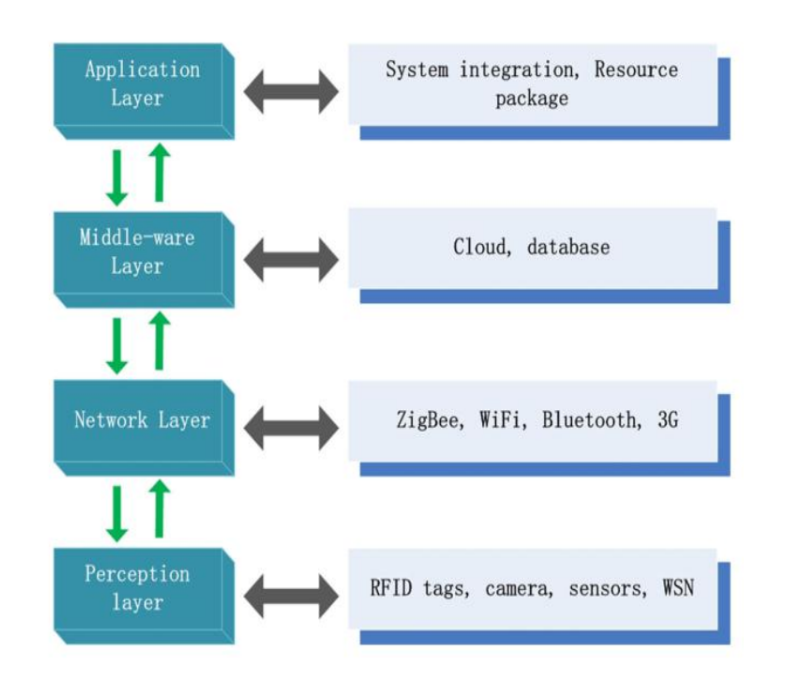 Application
Layer
System integration, Resource
package
Middle-ware
Layer
Cloud, database
Network Layer
ZigBee, WiFi, Bluetooth, 3G
Perception
layer
RFID tags, camera, sensors, WSN